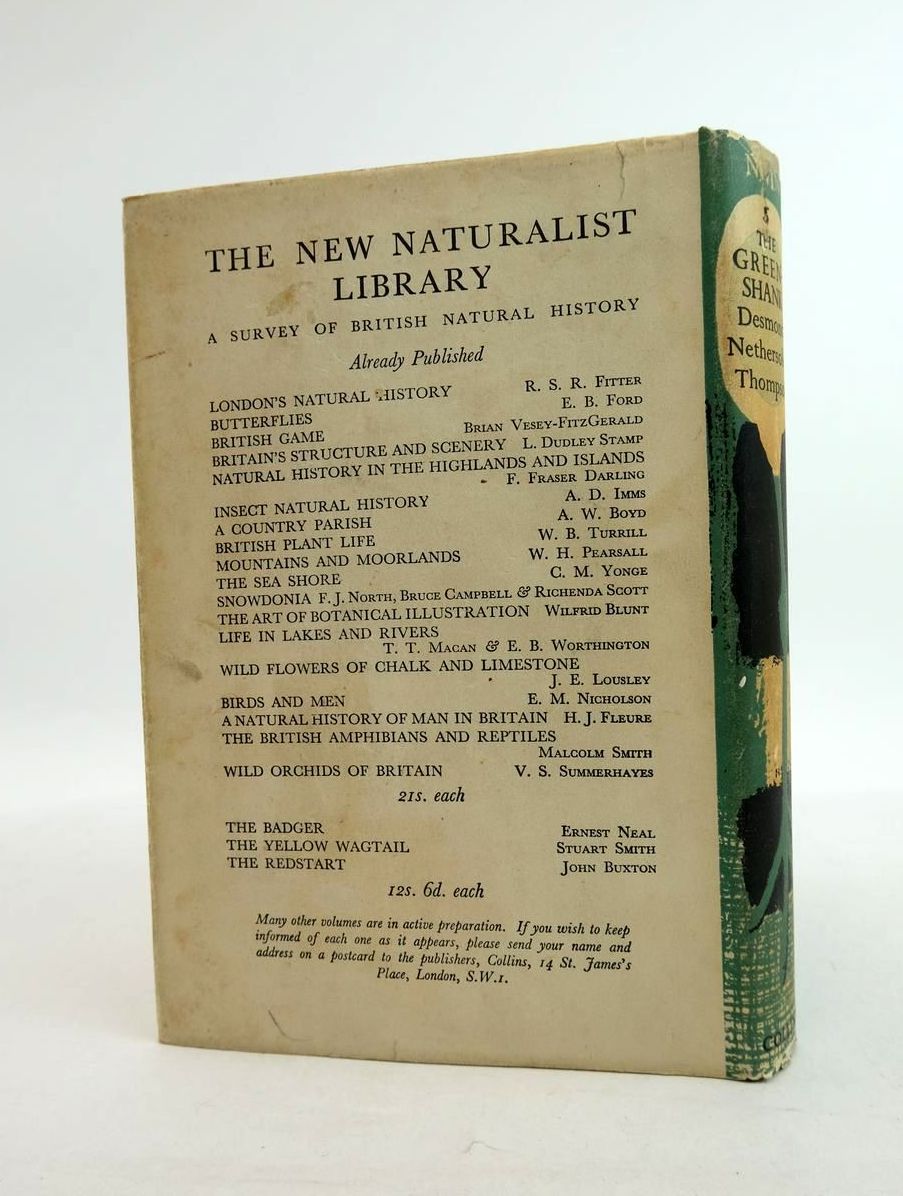 THE NEW NATURALIST
LIBRARY
A SURVEY OF BRITISH NATURAL HISTORY
Already Published
LONDON'S NATURAL HISTORY R. S. R. FITTER
BUTTERFLIES E. B. FORD
BRITISH GAME BRIAN VESEY-FITZGERALD
BRITAIN'S STRUCTURE AND SCENERY L. DUDLEY STAMP
NATURAL HISTORY IN THE HIGHLANDS AND ISLANDS
F. FRASER DARLING
INSECT NATURAL HISTORY A. D. IMMS
A COUNTRY PARISH A. W. BOYD
BRITISH PLANT LIFE W. B. TURRILL
MOUNTAINS AND MOORLANDS W. H. PEARSALL
THE SEA SHORE C. M. YONGE
SNOWDONIA F. J. NORTH, BRUCE CAMPBELL & RICHENDA SCOTT
THE ART OF BOTANICAL ILLUSTRATION WILFRID BLUNT
LIFE IN LAKES AND RIVERS
T. T. MACAN & E. B. WORTHINGTON
WILD FLOWERS OF CHALK AND LIMESTONE
J. E. LOUSLEY
BIRDS AND MEN E. M. NICHOLSON
A NATURAL HISTORY OF MAN IN BRITAIN H. J. FLEURE
THE BRITISH AMPHIBIANS AND REPTILES
MALCOLM SMITH
WILD ORCHIDS OF BRITAIN V. S. SUMMERHAYES
21s. each
THE BADGER ERNEST NEAL
THE YELLOW WAGTAIL STUART SMITH
THE REDSTART JOHN BUXTON
12s. 6d. each
Many other volumes are in active preparation. If you wish to keep
informed of each one as it appears, please send your name and
address on a postcard to the publishers, Collins, 14 St. James's
Place, London, S.W.1.
5
THE
GREEN
SHAN
Desmon
Netherso
Thomps